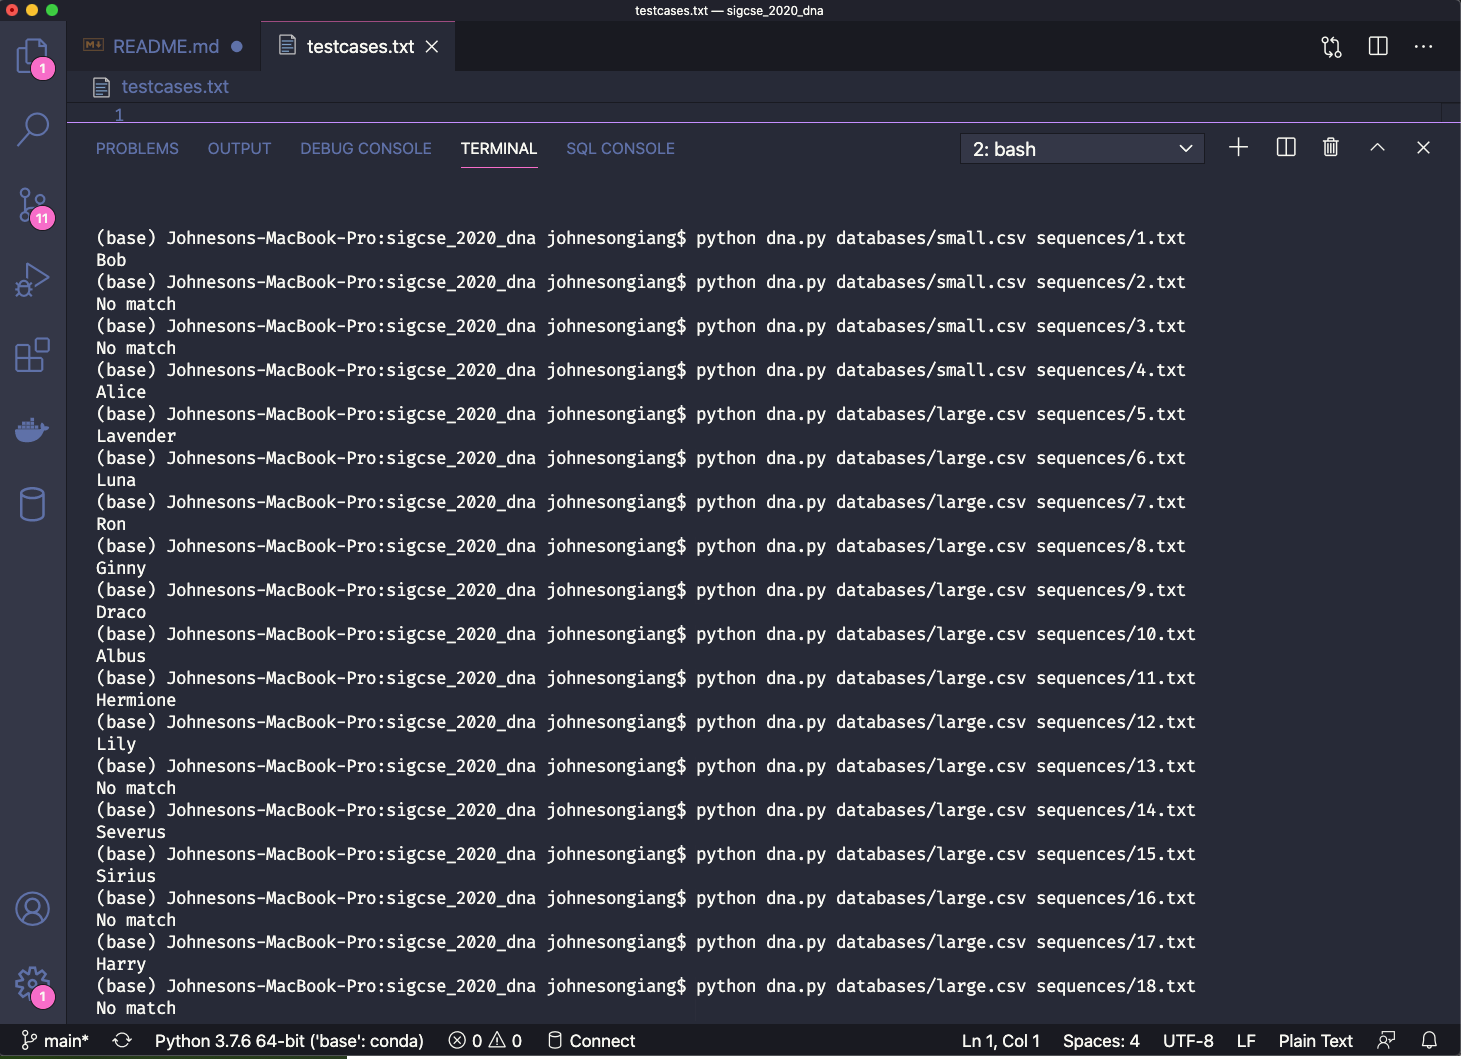 testcases.txt — sigcse_2020_dna
README.md
testcases.txt
testcases.txt
1
1
PROBLEMS OUTPUT DEBUG CONSOLE TERMINAL SQL CONSOLE 2: bash
11
(base) Johnesons-MacBook-Pro:sigcse_2020_dna johnesongiang$ python dna.py databases/small.csv sequences/1.txt
Bob
(base) Johnesons-MacBook-Pro:sigcse_2020_dna johnesongiang$ python dna.py databases/small.csv sequences/2.txt
No match
(base) Johnesons-MacBook-Pro:sigcse_2020_dna johnesongiang$ python dna.py databases/small.csv sequences/3.txt
No match
(base) Johnesons-MacBook-Pro:sigcse_2020_dna johnesongiang$ python dna.py databases/small.csv sequences/4.txt
Alice
(base) Johnesons-MacBook-Pro:sigcse_2020_dna johnesongiang$ python dna.py databases/large.csv sequences/5.txt
Lavender
(base) Johnesons-MacBook-Pro:sigcse_2020_dna johnesongiang$ python dna.py databases/large.csv sequences/6.txt
Luna
(base) Johnesons-MacBook-Pro:sigcse_2020_dna johnesongiang$ python dna.py databases/large.csv sequences/7.txt
Ron
(base) Johnesons-MacBook-Pro:sigcse_2020_dna johnesongiang$ python dna.py databases/large.csv sequences/8.txt
Ginny
(base) Johnesons-MacBook-Pro:sigcse_2020_dna johnesongiang$ python dna.py databases/large.csv sequences/9.txt
Draco
(base) Johnesons-MacBook-Pro:sigcse_2020_dna johnesongiang$ python dna.py databases/large.csv sequences/10.txt
Albus
(base) Johnesons-MacBook-Pro:sigcse_2020_dna johnesongiang$ python dna.py databases/large.csv sequences/11.txt
Hermione
(base) Johnesons-MacBook-Pro:sigcse_2020_dna johnesongiang$ python dna.py databases/large.csv sequences/12.txt
Lily
(base) Johnesons-MacBook-Pro:sigcse_2020_dna johnesongiang$ python dna.py databases/large.csv sequences/13.txt
No match
(base) Johnesons-MacBook-Pro:sigcse_2020_dna johnesongiang$ python dna.py databases/large.csv sequences/14.txt
Severus
(base) Johnesons-MacBook-Pro:sigcse_2020_dna johnesongiang$ python dna.py databases/large.csv sequences/15.txt
Sirius
(base) Johnesons-MacBook-Pro:sigcse_2020_dna johnesongiang$ python dna.py databases/large.csv sequences/16.txt
No match
(base) Johnesons-MacBook-Pro:sigcse_2020_dna johnesongiang$ python dna.py databases/large.csv sequences/17.txt
Harry
(base) Johnesons-MacBook-Pro:sigcse_2020_dna johnesongiang$ python dna.py databases/large.csv sequences/18.txt
No match
1
main* Python 3.7.6 64-bit ('base': conda) 0 0 Connect Ln 1, Col 1 Spaces: 4 UTF-8 LF Plain Text